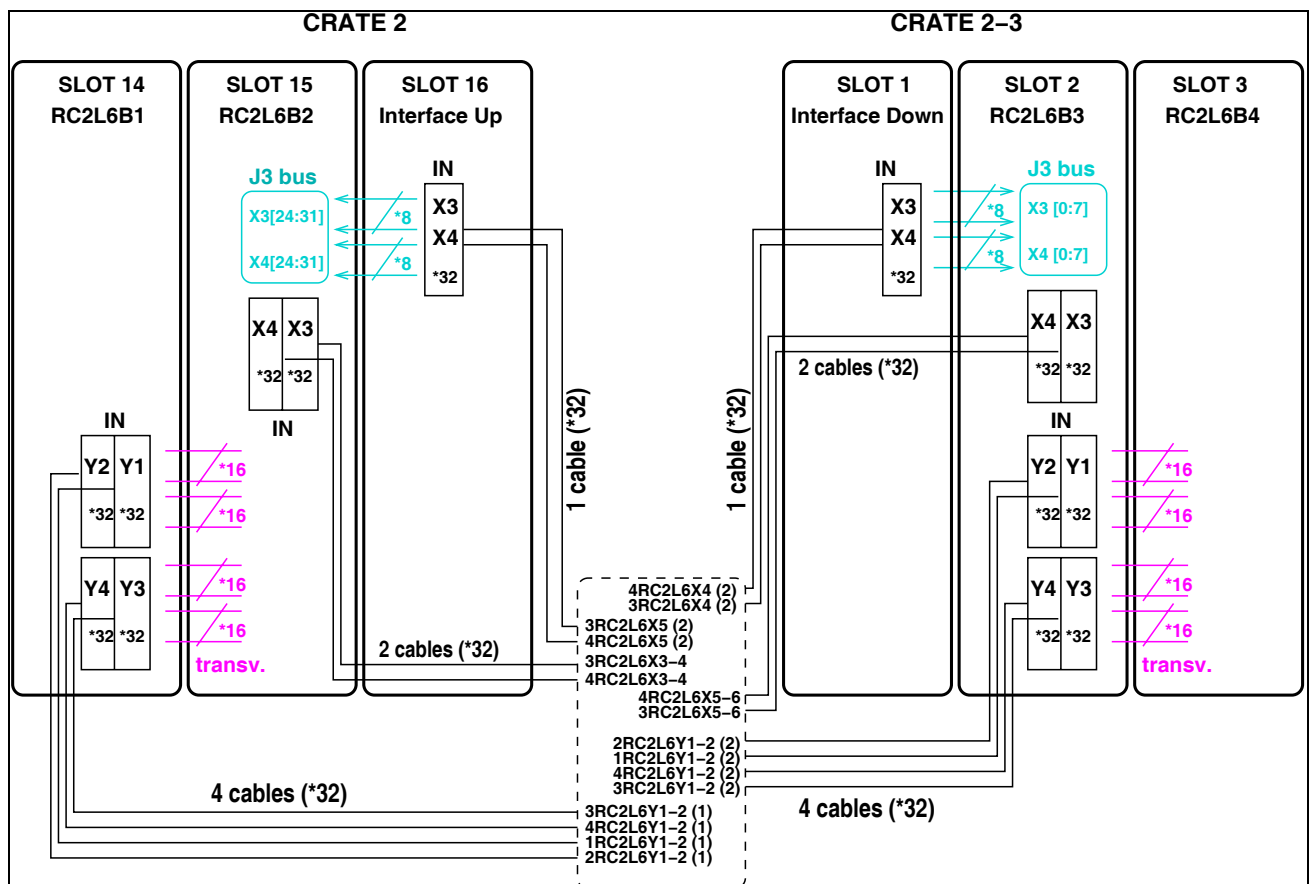 CRATE 2
CRATE 2–3
SLOT 14
RC2L6B1
SLOT 15
RC2L6B2
SLOT 16
Interface Up
SLOT 1
Interface Down
SLOT 2
RC2L6B3
SLOT 3
RC2L6B4
J3 bus
X3[24:31]
X4[24:31]
*8
*8
IN
X3
X4
*32
IN
X3
X4
*32
*8
*8
J3 bus
X3 [0:7]
X4 [0:7]
X4 X3
*32 *32
IN
X4 X3
*32 *32
IN
2 cables (*32)
1 cable (*32)
1 cable (*32)
IN
Y2 Y1
*32 *32
*16
*16
Y4 Y3
*32 *32
*16
*16
transv.
Y2 Y1
*32 *32
*16
*16
Y4 Y3
*32 *32
*16
*16
transv.
2 cables (*32)
4RC2L6X4 (2)
3RC2L6X4 (2)
3RC2L6X5 (2)
4RC2L6X5 (2)
3RC2L6X3–4
4RC2L6X3–4
4RC2L6X5–6
3RC2L6X5–6
2RC2L6Y1–2 (2)
1RC2L6Y1–2 (2)
4RC2L6Y1–2 (2)
3RC2L6Y1–2 (2)
4 cables (*32)
4 cables (*32)
3RC2L6Y1–2 (1)
4RC2L6Y1–2 (1)
1RC2L6Y1–2 (1)
2RC2L6Y1–2 (1)